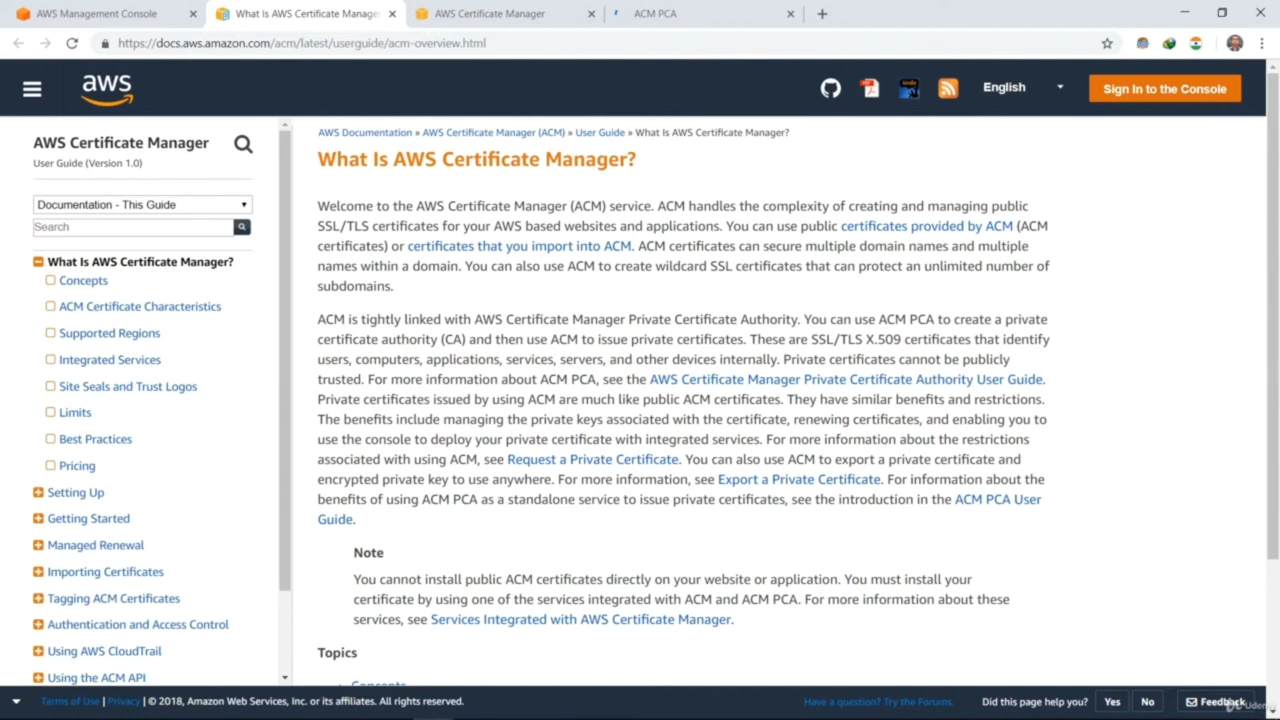 AWS Management Console
What Is AWS Certificate Manage
AWS Certificate Manager
ACM PCA
https://docs.aws.amazon.com/acm/latest/userguide/acm-overview.html
aws
English
Sign In to the Console
AWS Certificate Manager
User Guide (Version 1.0)
Documentation - This Guide
Search
What Is AWS Certificate Manager?
Concepts
ACM Certificate Characteristics
Supported Regions
Integrated Services
Site Seals and Trust Logos
Limits
Best Practices
Pricing
Setting Up
Getting Started
Managed Renewal
Importing Certificates
Tagging ACM Certificates
Authentication and Access Control
Using AWS CloudTrail
Using the ACM API
AWS Documentation » AWS Certificate Manager (ACM) » User Guide » What Is AWS Certificate Manager?
What Is AWS Certificate Manager?
Welcome to the AWS Certificate Manager (ACM) service. ACM handles the complexity of creating and managing public
SSL/TLS certificates for your AWS based websites and applications. You can use public certificates provided by ACM (ACM
certificates) or certificates that you import into ACM. ACM certificates can secure multiple domain names and multiple
names within a domain. You can also use ACM to create wildcard SSL certificates that can protect an unlimited number of
subdomains.
ACM is tightly linked with AWS Certificate Manager Private Certificate Authority. You can use ACM PCA to create a private
certificate authority (CA) and then use ACM to issue private certificates. These are SSL/TLS X.509 certificates that identify
users, computers, applications, services, servers, and other devices internally. Private certificates cannot be publicly
trusted. For more information about ACM PCA, see the AWS Certificate Manager Private Certificate Authority User Guide.
Private certificates issued by using ACM are much like public ACM certificates. They have similar benefits and restrictions.
The benefits include managing the private keys associated with the certificate, renewing certificates, and enabling you to
use the console to deploy your private certificate with integrated services. For more information about the restrictions
associated with using ACM, see Request a Private Certificate. You can also use ACM to export a private certificate and
encrypted private key to use anywhere. For more information, see Export a Private Certificate. For information about the
benefits of using ACM PCA as a standalone service to issue private certificates, see the introduction in the ACM PCA User
Guide.
Note
You cannot install public ACM certificates directly on your website or application. You must install your
certificate by using one of the services integrated with ACM and ACM PCA. For more information about these
services, see Services Integrated with AWS Certificate Manager.
Topics
Concepts
Terms of Use | Privacy | © 2018, Amazon Web Services, Inc. or its affiliates. All rights reserved.
Have a question? Try the Forums.
Did this page help you?
Yes
No
Feedback
Udemy